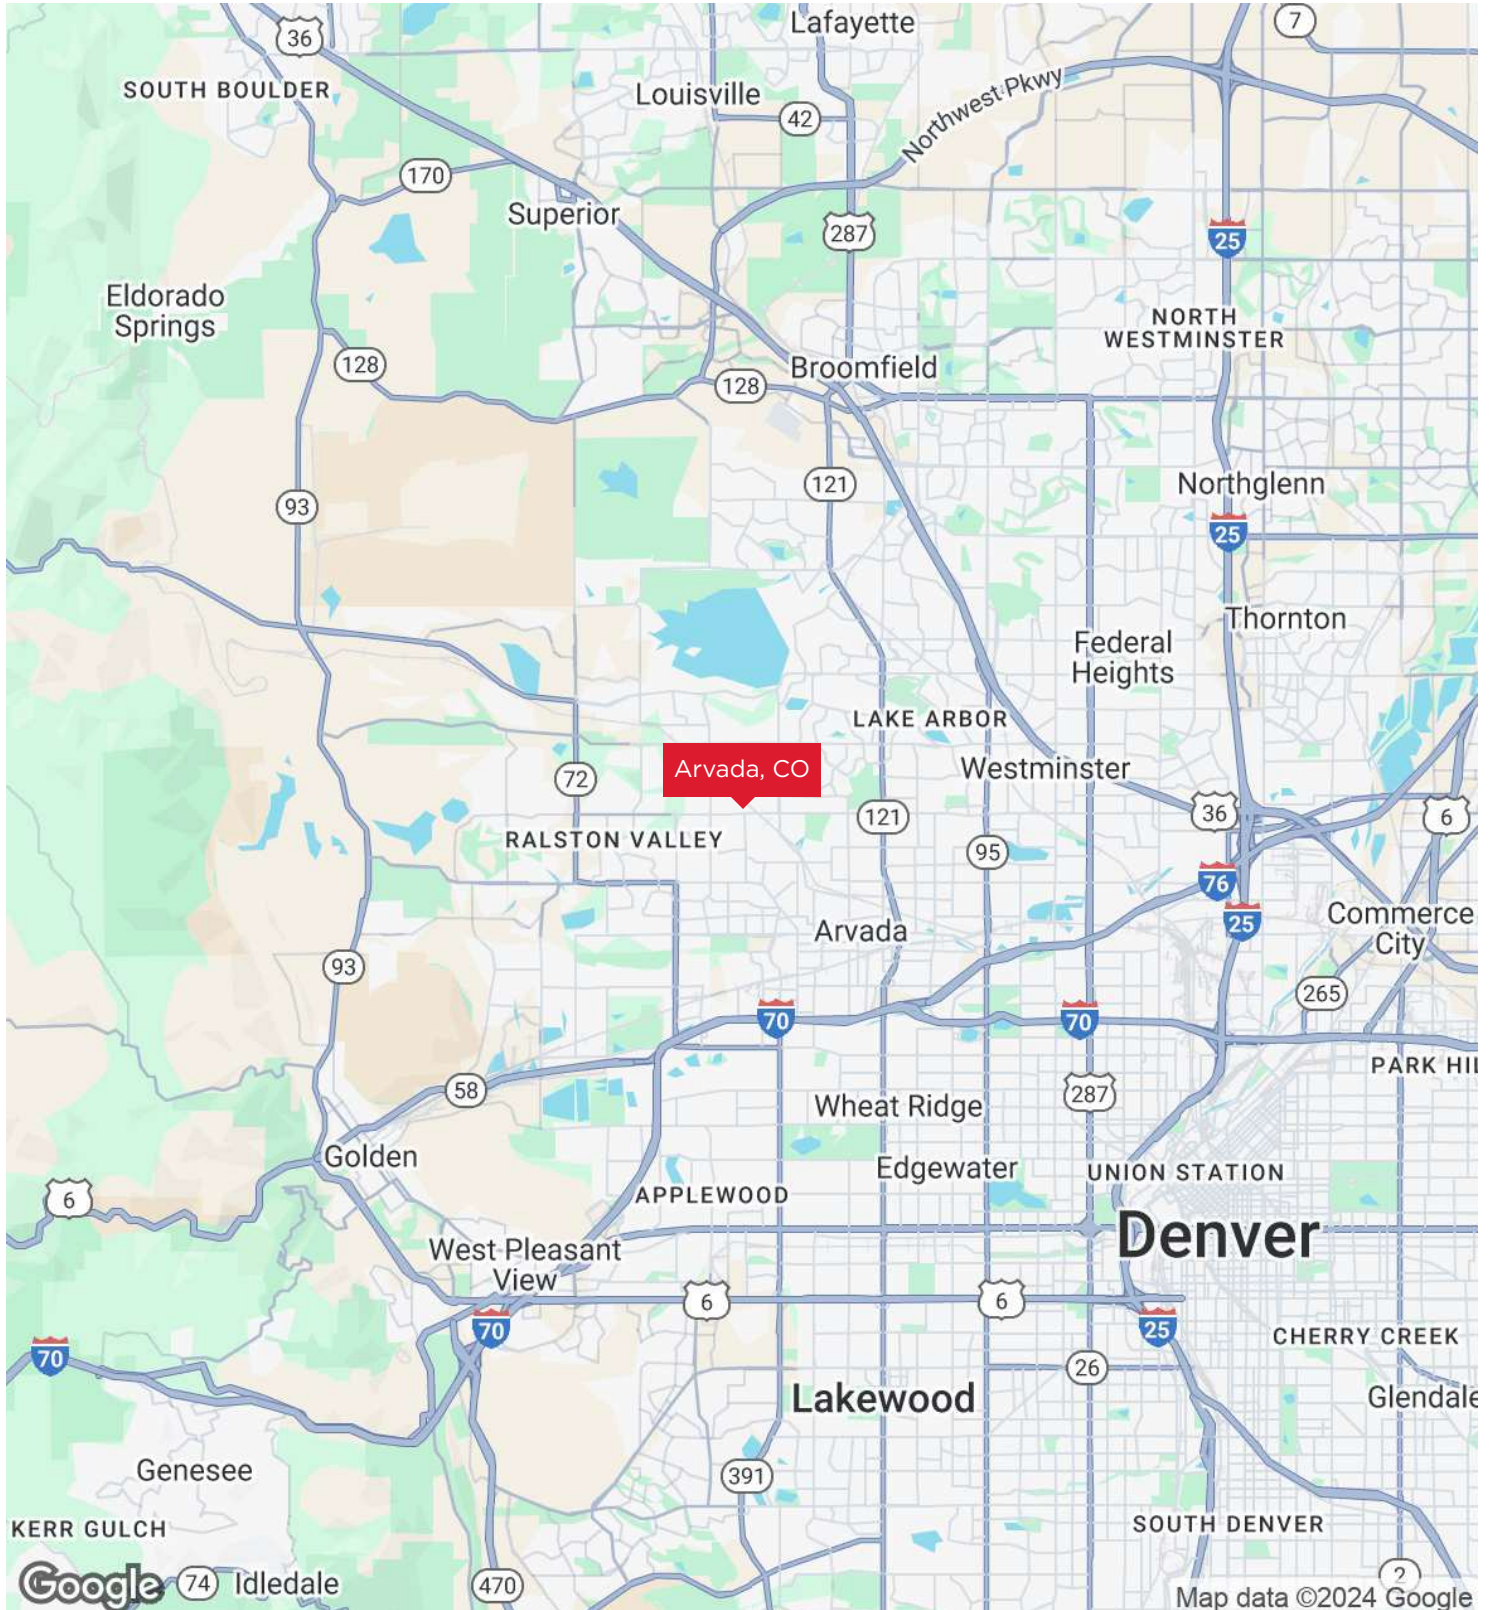 Lafayette
7
36
SOUTH BOULDER
Louisville
42
Northwest Pkwy
170
Superior
287
25
Eldorado
Springs
NORTH
WESTMINSTER
128
Broomfield
128
121
Northglenn
93
25
Thornton
Federal
Heights
LAKE ARBOR
Arvada, CO
Westminster
72
121
36
6
RALSTON VALLEY
95
76
Commerce
City
25
Arvada
93
265
70
70
PARK HIL
58
287
Wheat Ridge
Golden
Edgewater
UNION STATION
6
APPLEWOOD
Denver
West Pleasant
View
6
6
70
25
CHERRY CREEK
70
26
Lakewood
Glendale
Genesee
391
KERR GULCH
SOUTH DENVER
Google
74
Idledale
470
2
Map data ©2024 Google